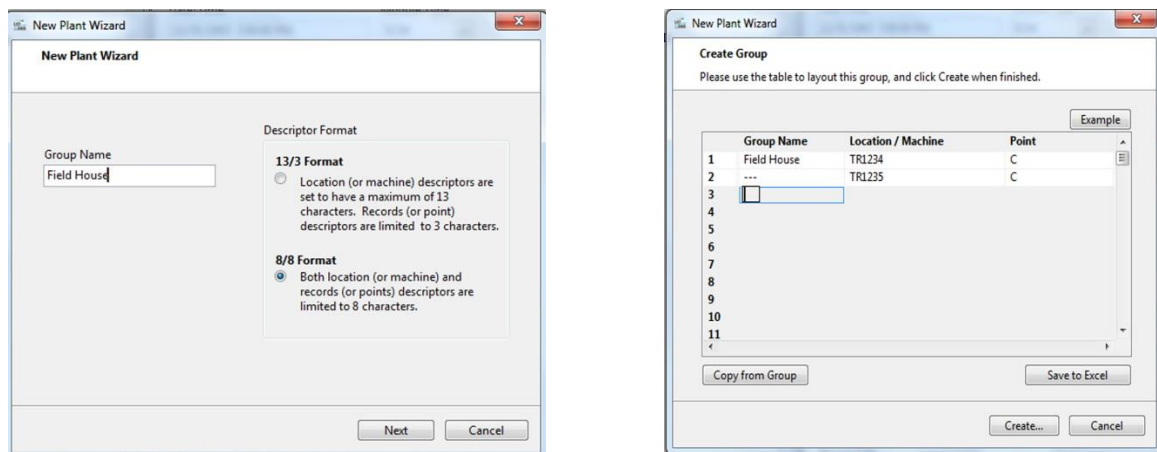 New Plant Wizard
X
New Plant Wizard
Group Name
Field House
Descriptor Format
13/3 Format
Location (or machine) descriptors are
set to have a maximum of 13
characters. Records (or point)
descriptors are limited to 3 characters.
8/8 Format
Both location (or machine) and
records (or points) descriptors are
limited to 8 characters.
Next Cancel
New Plant Wizard
X
Create Group
Please use the table to layout this group, and click Create when finished.
Example
Group Name Location / Machine Point
1 Field House TR1234 C
2 --- TR1235 C
3
4
5
6
7
8
9
10
11
Copy from Group Save to Excel
Create... Cancel